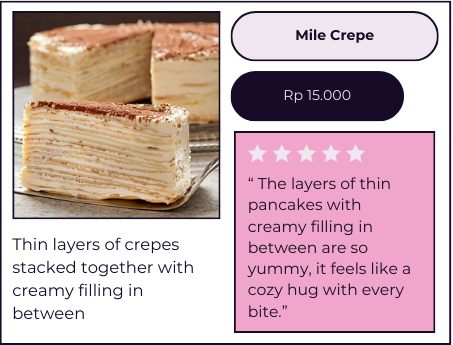 Mile Crepe
Rp 15.000
“ The layers of thin
pancakes with
creamy filling in
between are so
yummy, it feels like a
cozy hug with every
bite.”
Thin layers of crepes
stacked together with
creamy filling in
between